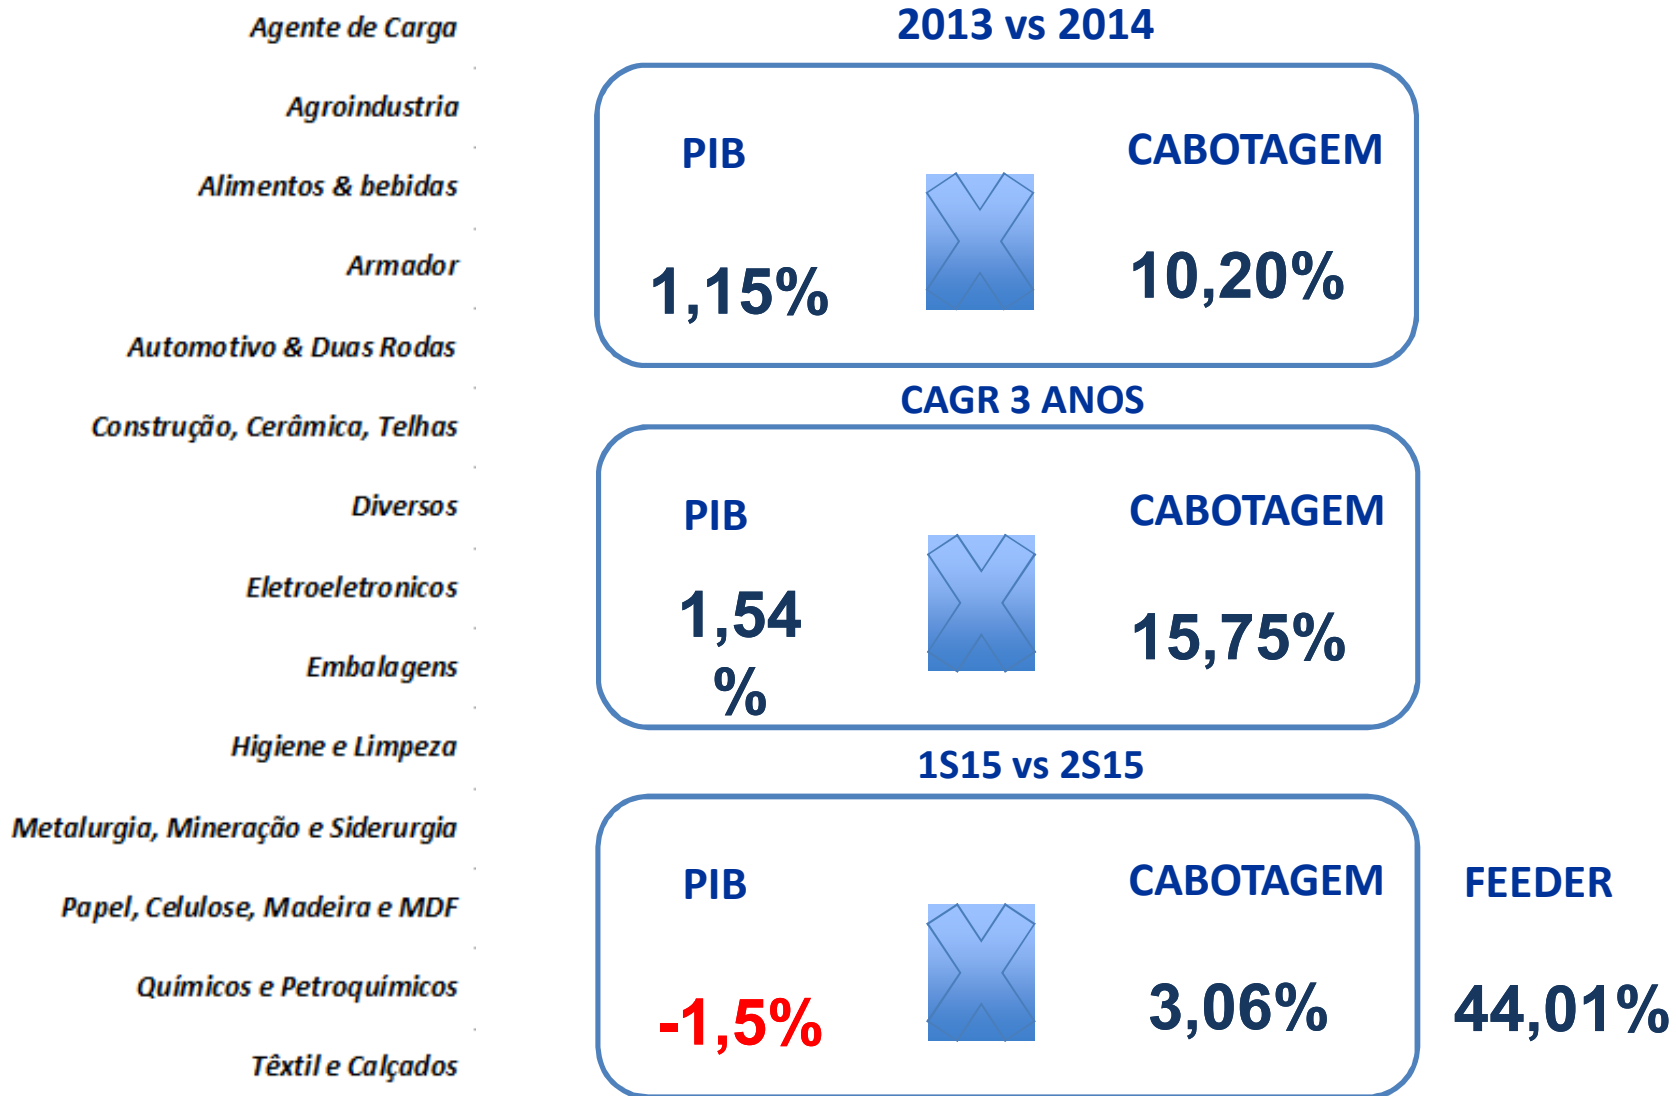 Agente de Carga
Agroindustria
Alimentos & bebidas
Armador
Automotivo & Duas Rodas
Construção, Cerâmica, Telhas
Diversos
Eletroeletronicos
Embalagens
Higiene e Limpeza
Metalurgia, Mineração e Siderurgia
Papel, Celulose, Madeira e MDF
Químicos e Petroquímicos
Têxtil e Calçados
2013 vs 2014
PIB
CABOTAGEM
1,15%
10,20%
CAGR 3 ANOS
PIB
CABOTAGEM
1,54
%
15,75%
1S15 vs 2S15
PIB
CABOTAGEM
FEEDER
-1,5%
3,06%
44,01%